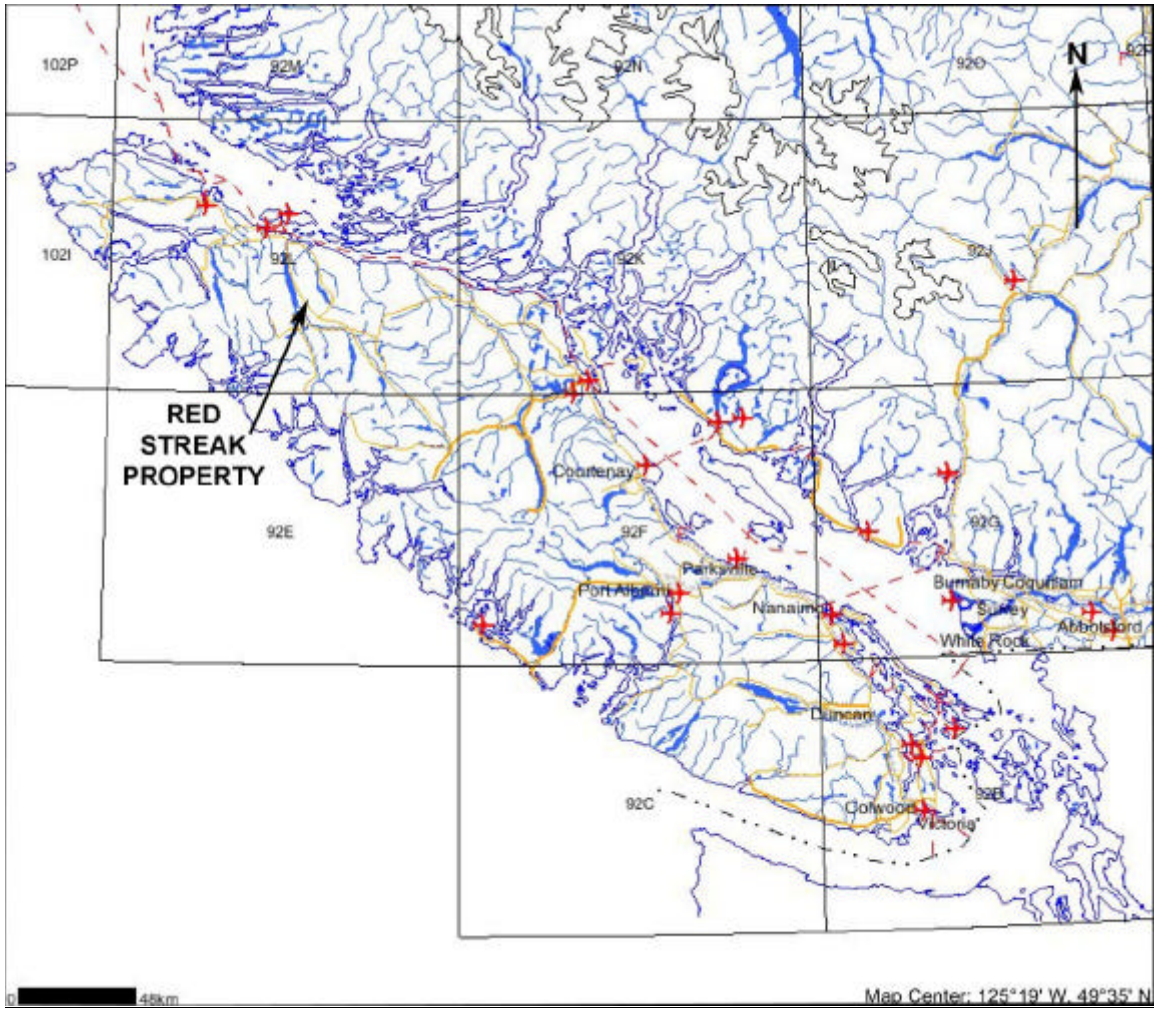 102P
92M
92N
92O
N
102I
92L
92K
92J
RED
STREAK
PROPERTY
Courtenay
92E
92F
92G
Parksville
Port Alberni
Burnaby Coquitlam
Nanaimo
Surrey
Abbotsford
White Rock
Duncan
92C
92B
Colwood
Victoria
0 48km
Map Center: 125°19' W, 49°35' N